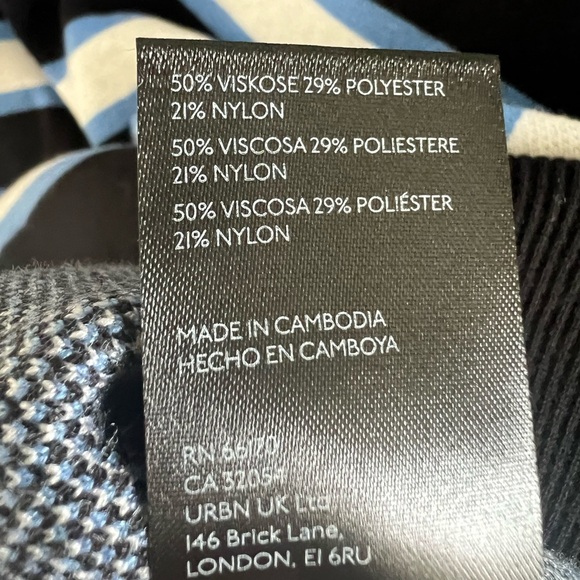 50% VISKOSE 29% POLYESTER
21% NYLON
50% VISCOSA 29% POLIESTERE
21% NYLON
50% VISCOSA 29% POLIÉSTER
21% NYLON
MADE IN CAMBODIA
HECHO EN CAMBOYA
RN 66170
CA
URBN UK Ltd
146 Brick Lane,
LONDON, E1 6RU